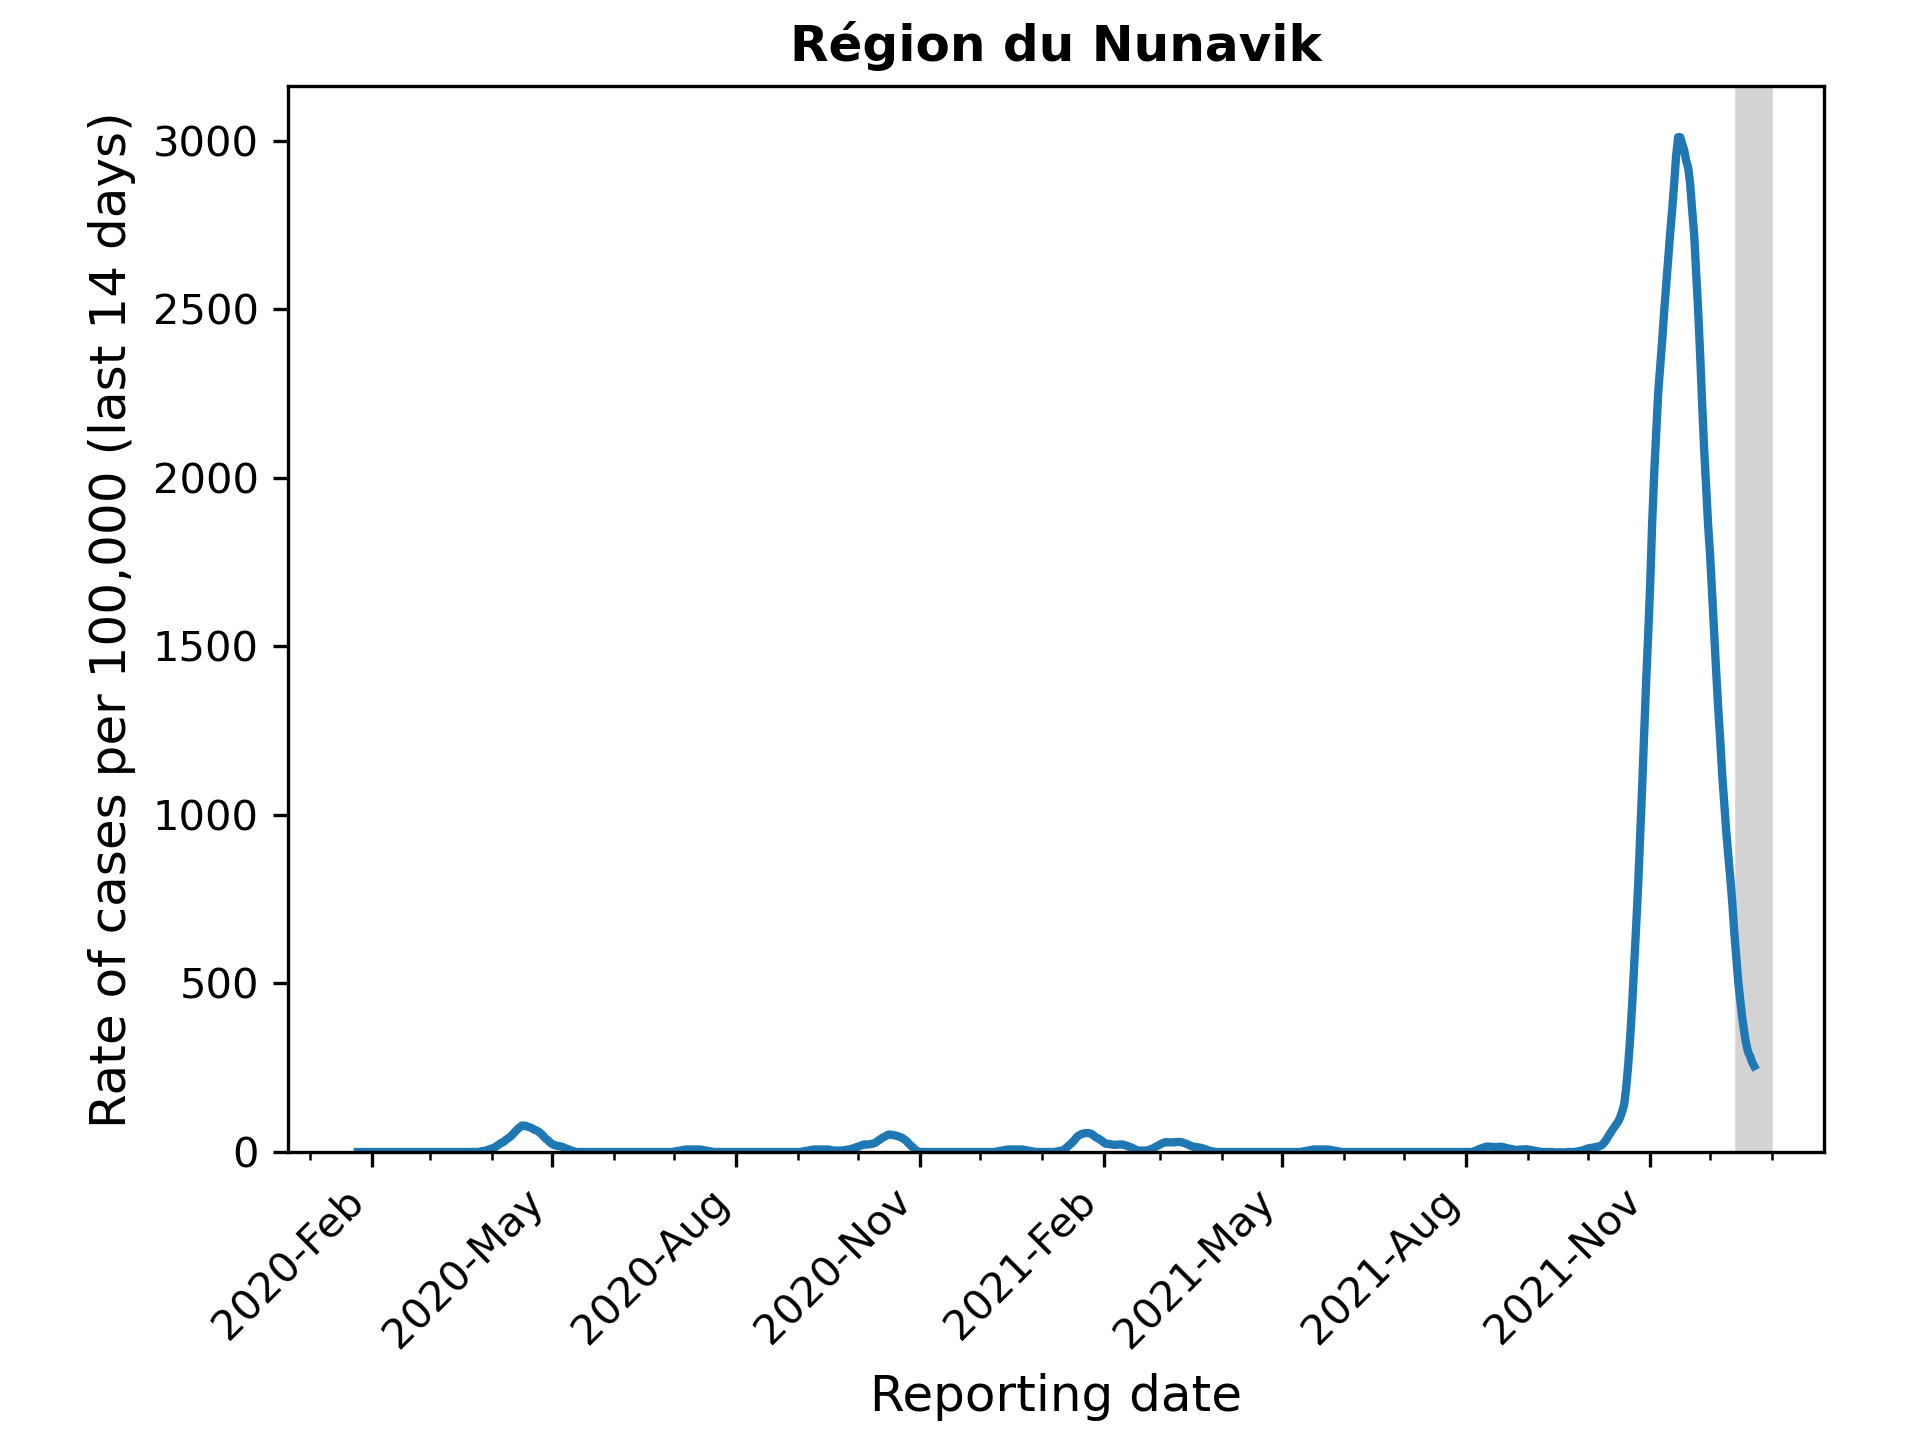 Région du Nunavik
Rate of cases per 100,000 (last 14 days)
3000
2500
2000
1500
1000
500
0
2020-Feb
2020-May
2020-Aug
2020-Nov
2021-Feb
2021-May
2021-Aug
2021-Nov
Reporting date